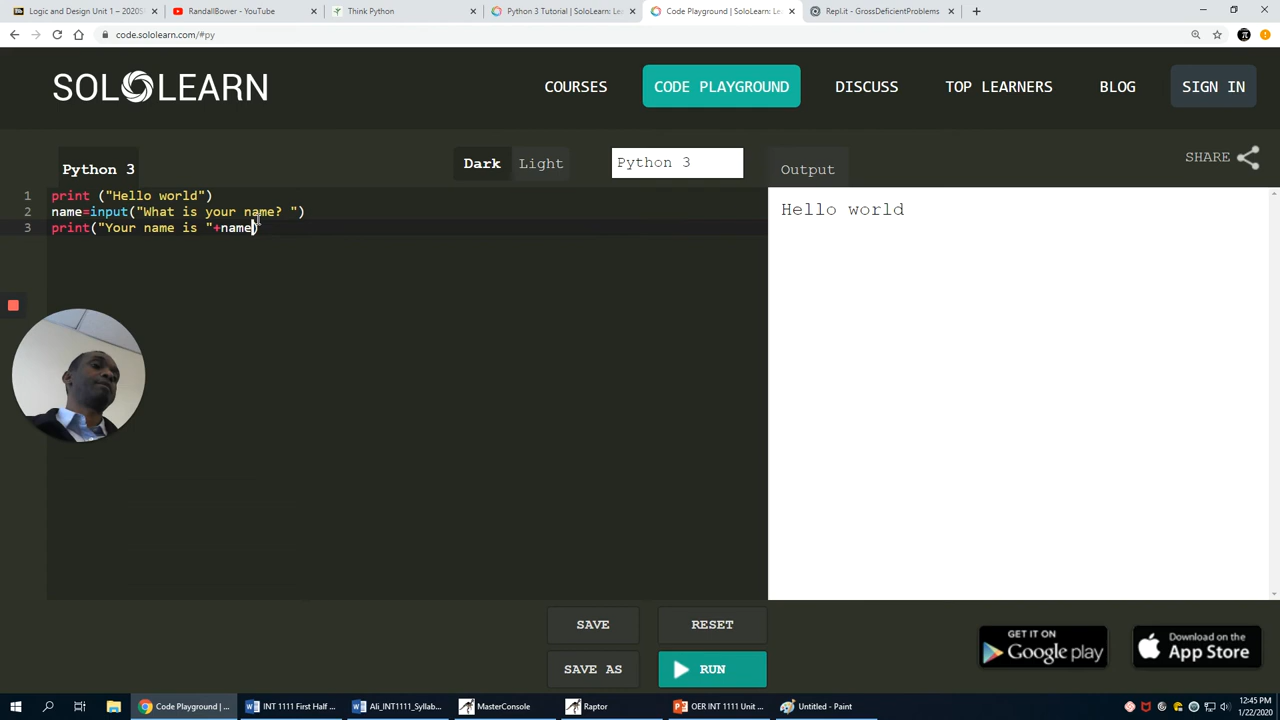 Logic and Design Unit 1 – 2020S
RandallBower - YouTube
Think Python
Python 3 Tutorial | SoloLearn: Le
Code Playground | SoloLearn: Le
Repl.it - GrossDeficientProblems
code.sololearn.com/#py
SOLOLEARN
COURSES
CODE PLAYGROUND
DISCUSS
TOP LEARNERS
BLOG
SIGN IN
Python 3
Dark
Light
Python 3
Output
SHARE
1 print ("Hello world")
2 name=input("What is your name? ")
3 print("Your name is "+name)
Hello world
SAVE
RESET
SAVE AS
RUN
GET IT ON
Google play
Download on the
App Store
Code Playground | ...
INT 1111 First Half ...
Ali_INT1111_Syllab...
MasterConsole
Raptor
OER INT 1111 Unit ...
Untitled - Paint
12:45 PM
1/22/2020